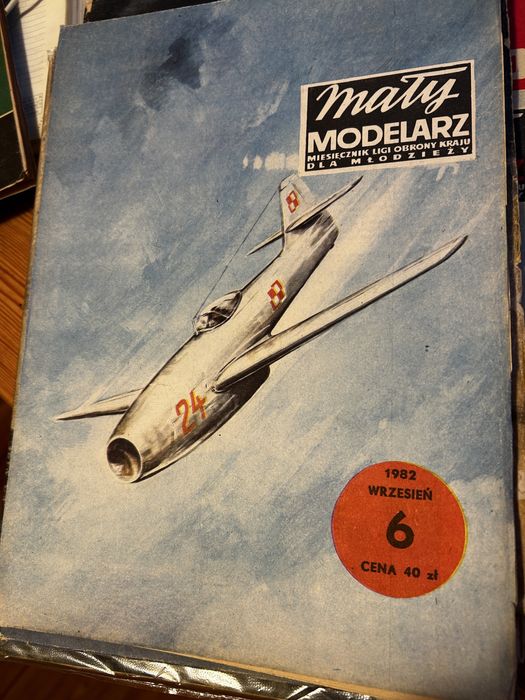 mały
MODELARZ
MIESIĘCZNIK LIGI OBRONY KRAJU
DLA MŁODZIEŻY
24
1982
WRZESIEŃ
6
CENA 40 zł